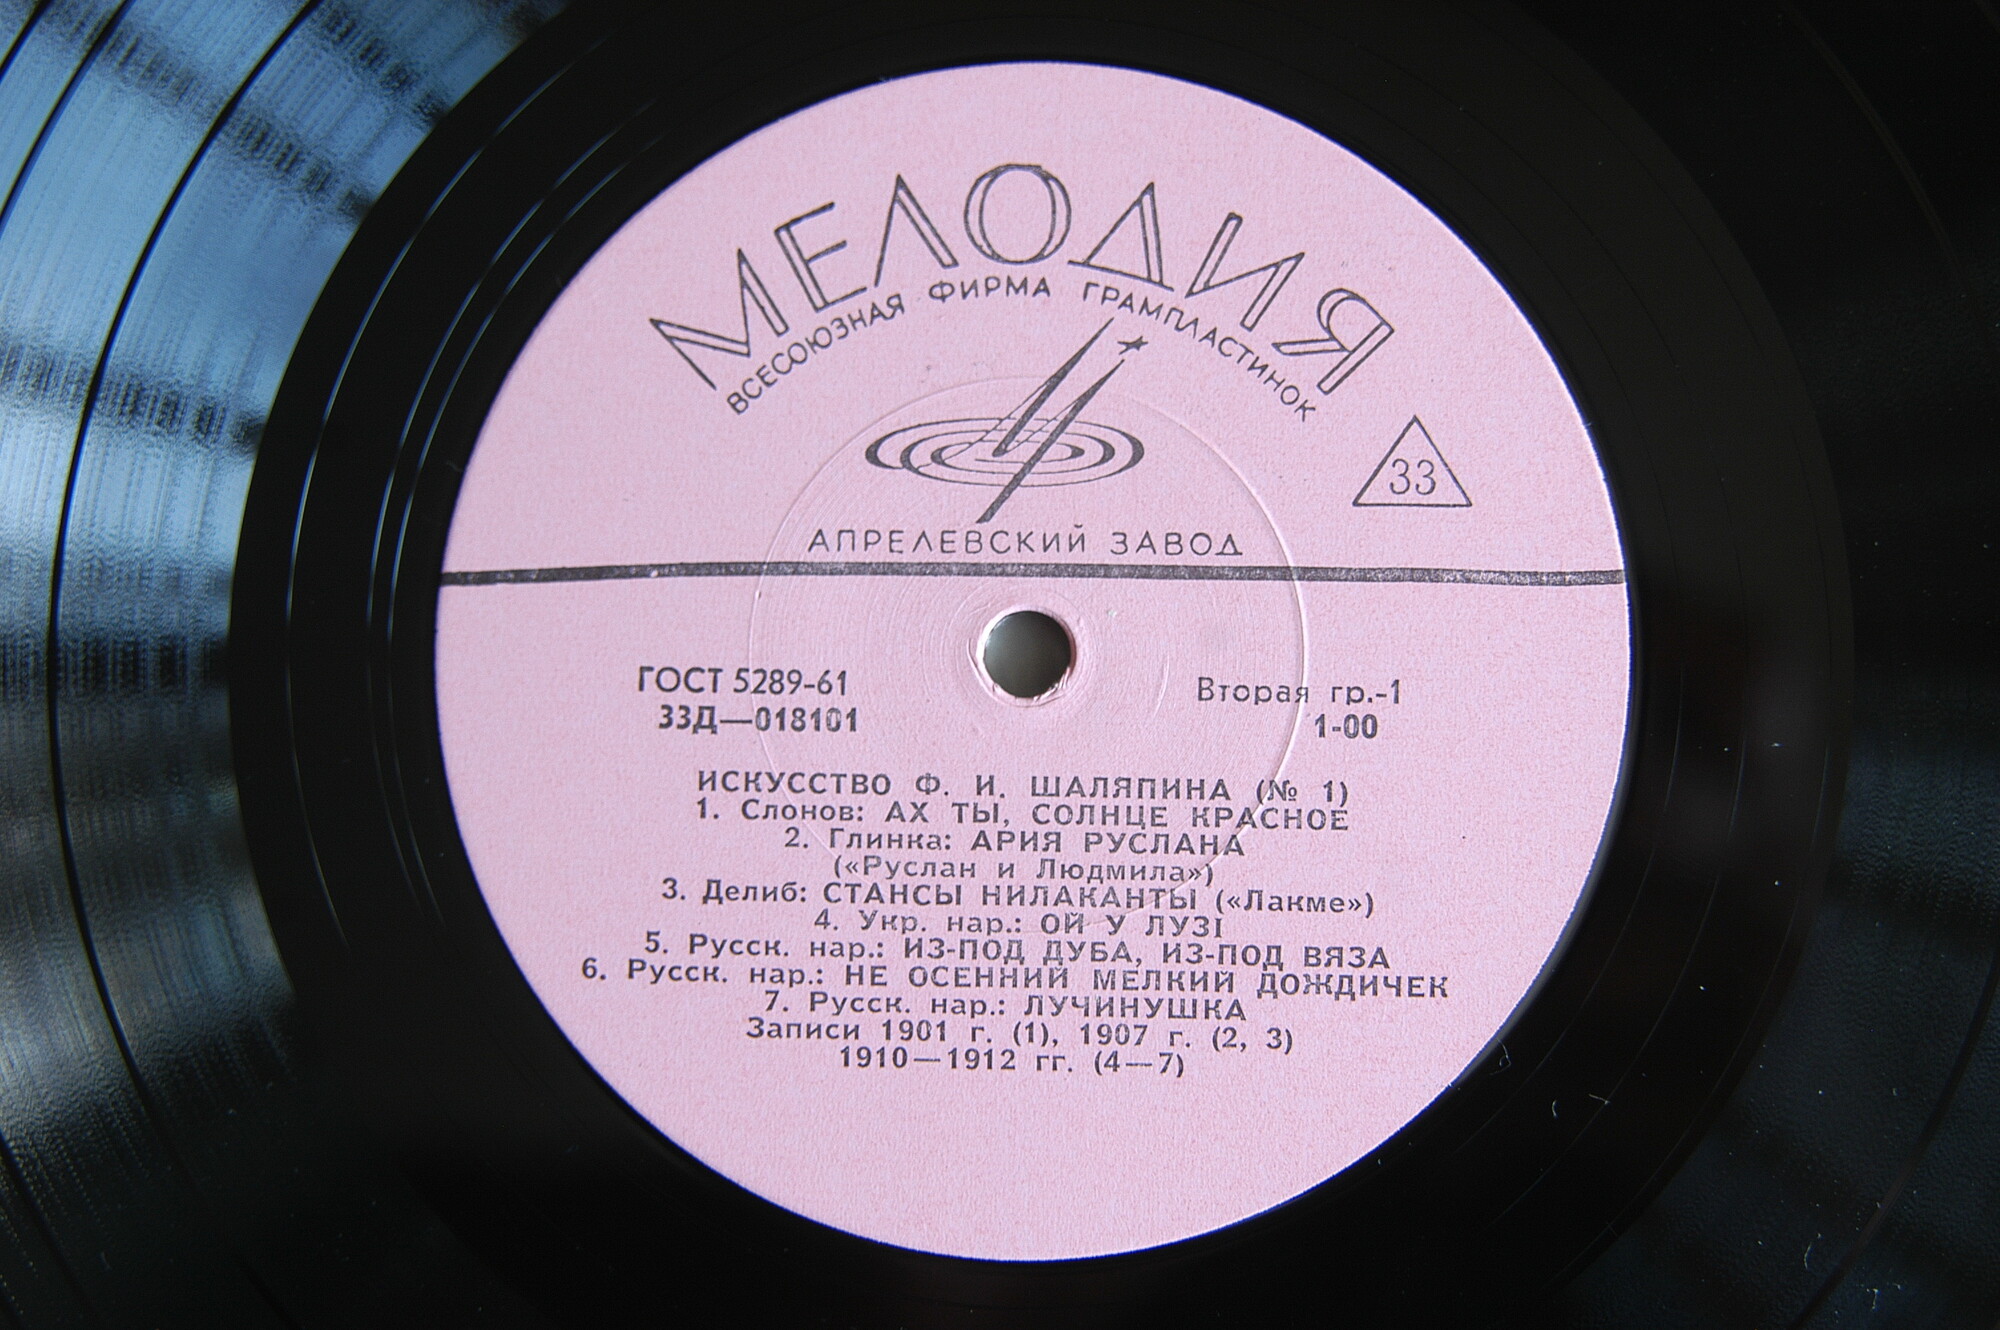 МЕЛОДИЯ
ВСЕСОЮЗНАЯ ФИРМА ГРАМПЛАСТИНОК
33
АПРЕЛЕВСКИЙ ЗАВОД
ГОСТ 5289-61
Вторая гр.-1
33Д—018101
1-00
ИСКУССТВО Ф. И. ШАЛЯПИНА (№ 1)
1. Слонов: АХ ТЫ, СОЛНЦЕ КРАСНОЕ
2. Глинка: АРИЯ РУСЛАНА
(«Руслан и Людмила»)
3. Делиб: СТАНСЫ НИЛАКАНТЫ («Лакме»)
4. Укр. нар.: ОЙ У ЛУЗІ
5. Русск. нар.: ИЗ-ПОД ДУБА, ИЗ-ПОД ВЯЗА
6. Русск. нар.: НЕ ОСЕННИЙ МЕЛКИЙ ДОЖДИЧЕК
7. Русск. нар.: ЛУЧИНУШКА
Записи 1901 г. (1), 1907 г. (2, 3)
1910—1912 гг. (4—7)